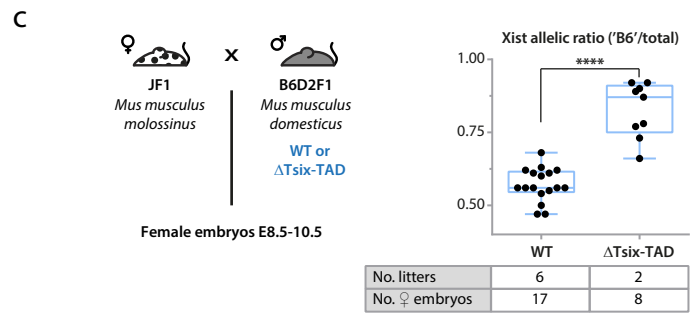 C
♀
x
♂
JF1
Mus musculus
molossinus
B6D2F1
Mus musculus
domesticus
WT or
ΔTsix-TAD
Female embryos E8.5-10.5
Xist allelic ratio ('B6'/total)
1.00
****
0.75
0.50
WT ΔTsix-TAD
No. litters 6 2
No. ♀ embryos 17 8